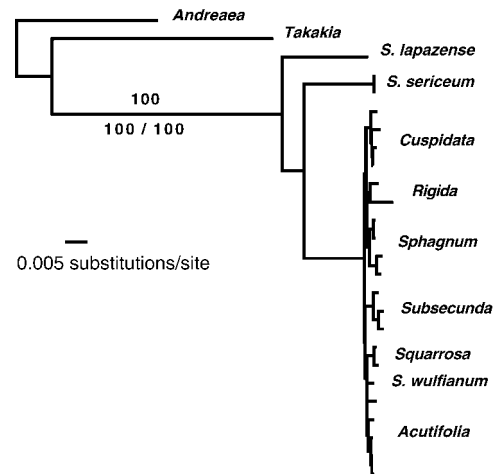 Andreaea
Takakia
S. lapazense
S. sericeum
100
100 / 100
Cuspidata
Rigida
Sphagnum
0.005 substitutions/site
Subsecunda
Squarrosa
S. wulfianum
Acutifolia